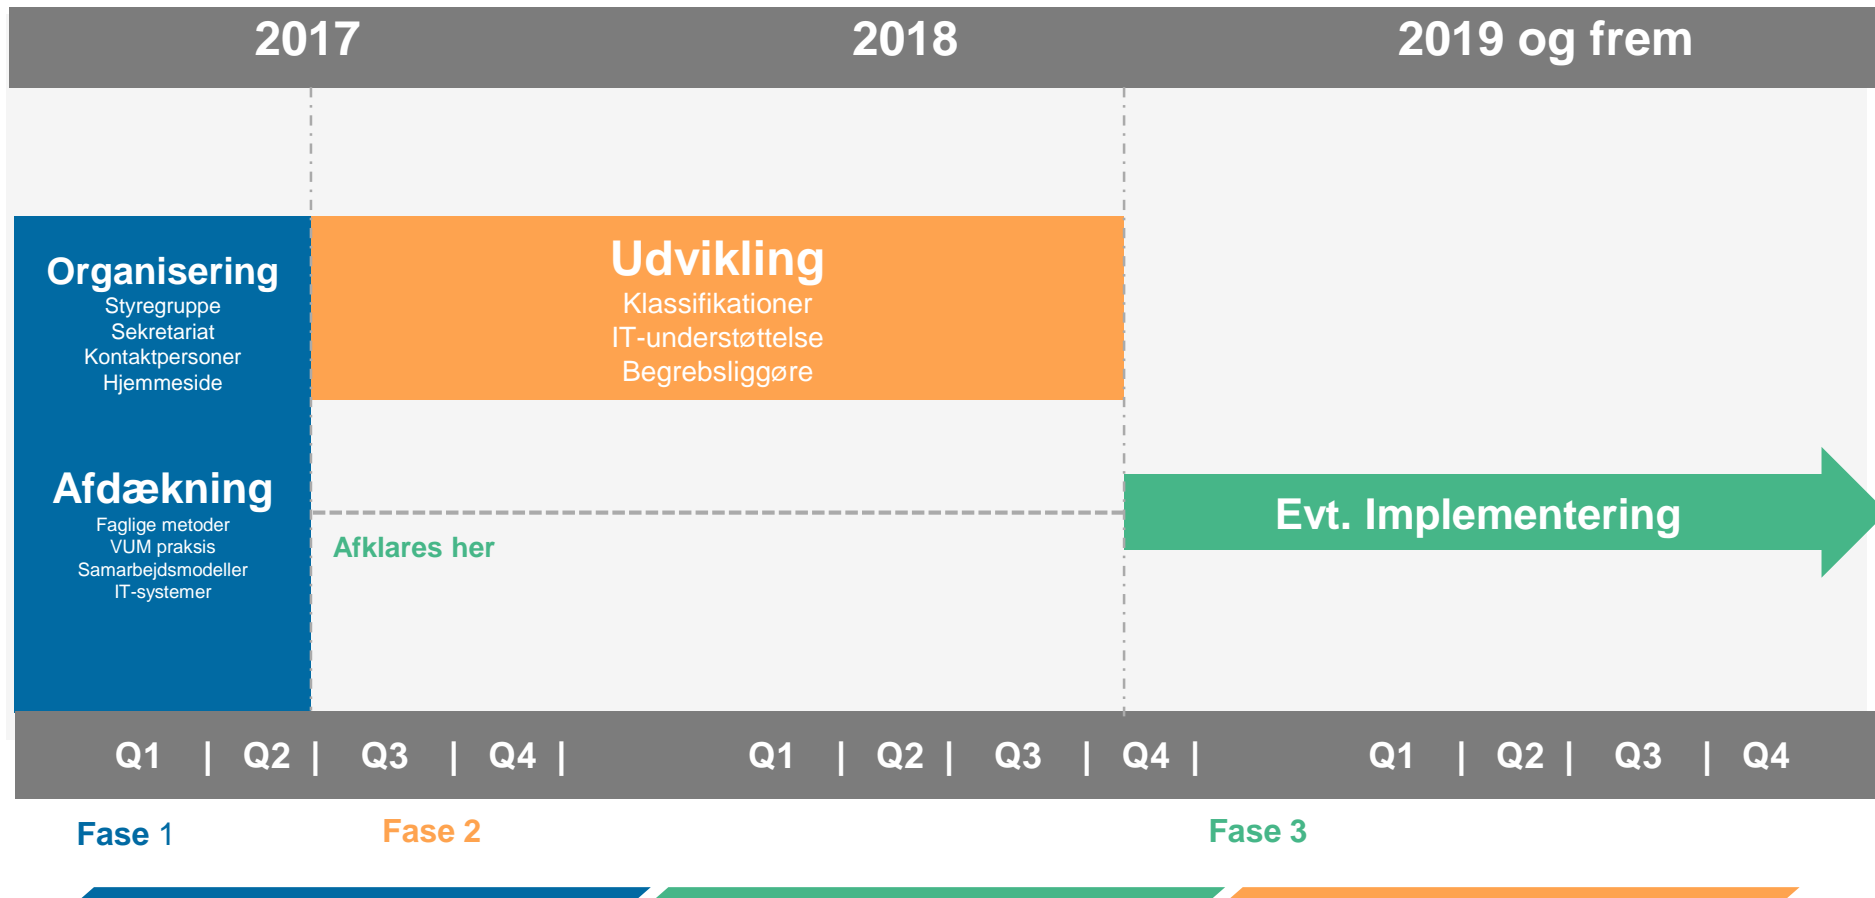 2017
2018
2019 og frem
Organisering
Styregruppe
Sekretariat
Kontaktpersoner
Hjemmeside
Udvikling
Klassifikationer
IT-understøttelse
Begrebsliggøre
Afdækning
Faglige metoder
VUM praksis
Samarbejdsmodeller
IT-systemer
Afklares her
Evt. Implementering
Q1 | Q2 | Q3 | Q4 | Q1 | Q2 | Q3 | Q4 | Q1 | Q2 | Q3 | Q4
Fase 1
Fase 2
Fase 3